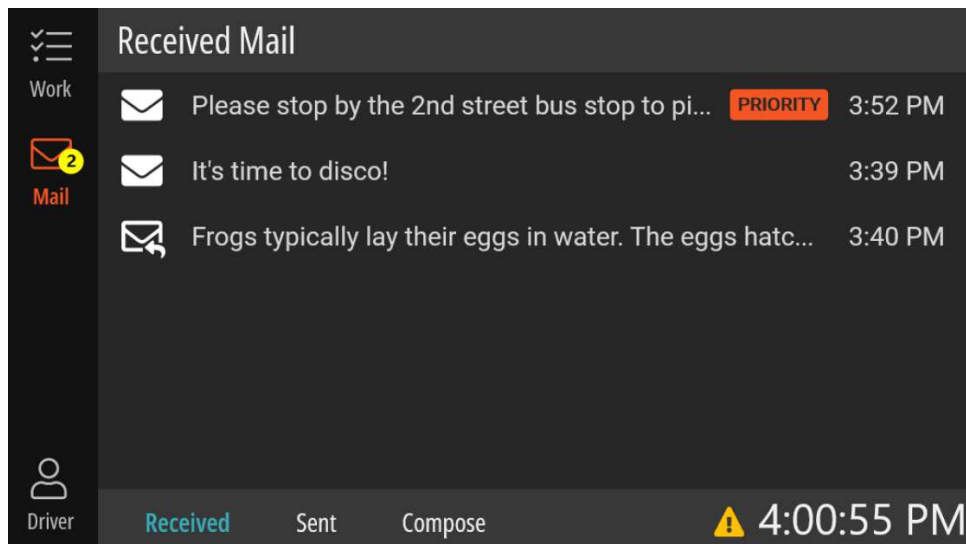 Work
2
Mail
Driver
Received Mail
Please stop by the 2nd street bus stop to pi... PRIORITY 3:52 PM
It's time to disco! 3:39 PM
Frogs typically lay their eggs in water. The eggs hatc... 3:40 PM
Received Sent Compose 4:00:55 PM